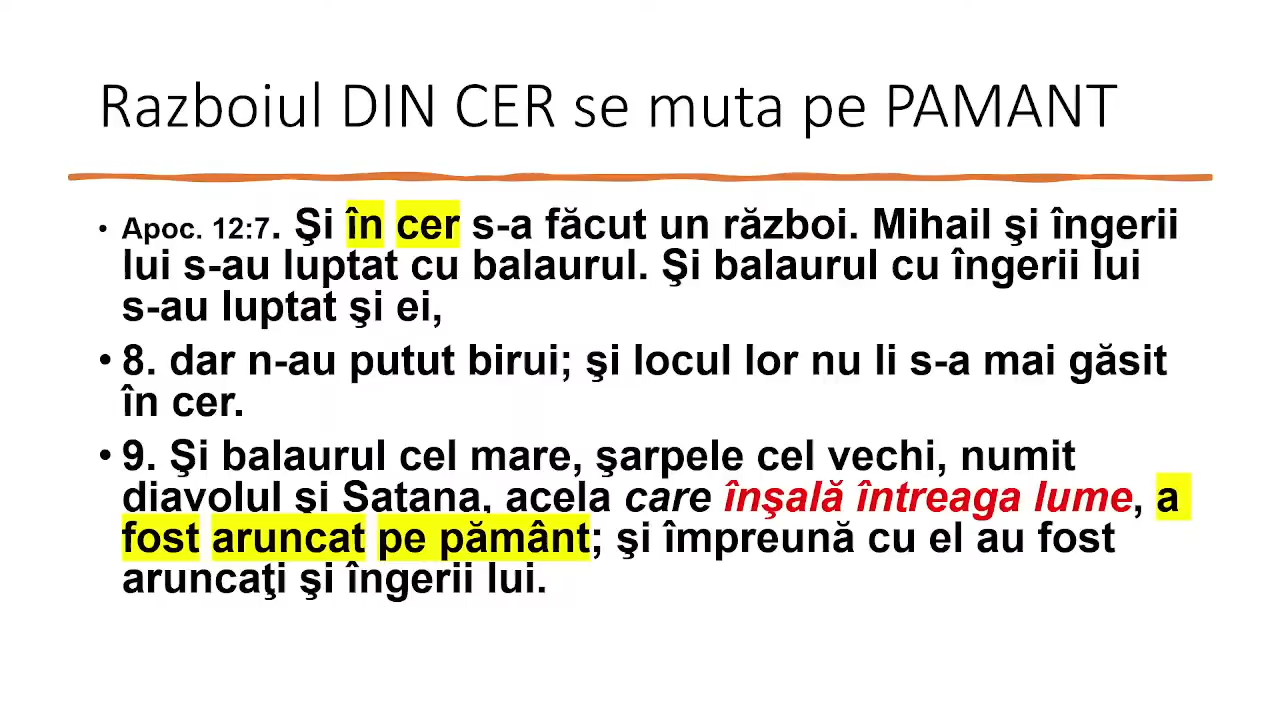 Razboiul DIN CER se muta pe PAMANT
• Apoc. 12:7. Şi în cer s-a făcut un război. Mihail şi îngerii
lui s-au luptat cu balaurul. Şi balaurul cu îngerii lui
s-au luptat şi ei,
• 8. dar n-au putut birui; şi locul lor nu li s-a mai găsit
în cer.
• 9. Şi balaurul cel mare, şarpele cel vechi, numit
diavolul şi Satana, acela care înşală întreaga lume, a
fost aruncat pe pământ; şi împreună cu el au fost
aruncaţi şi îngerii lui.